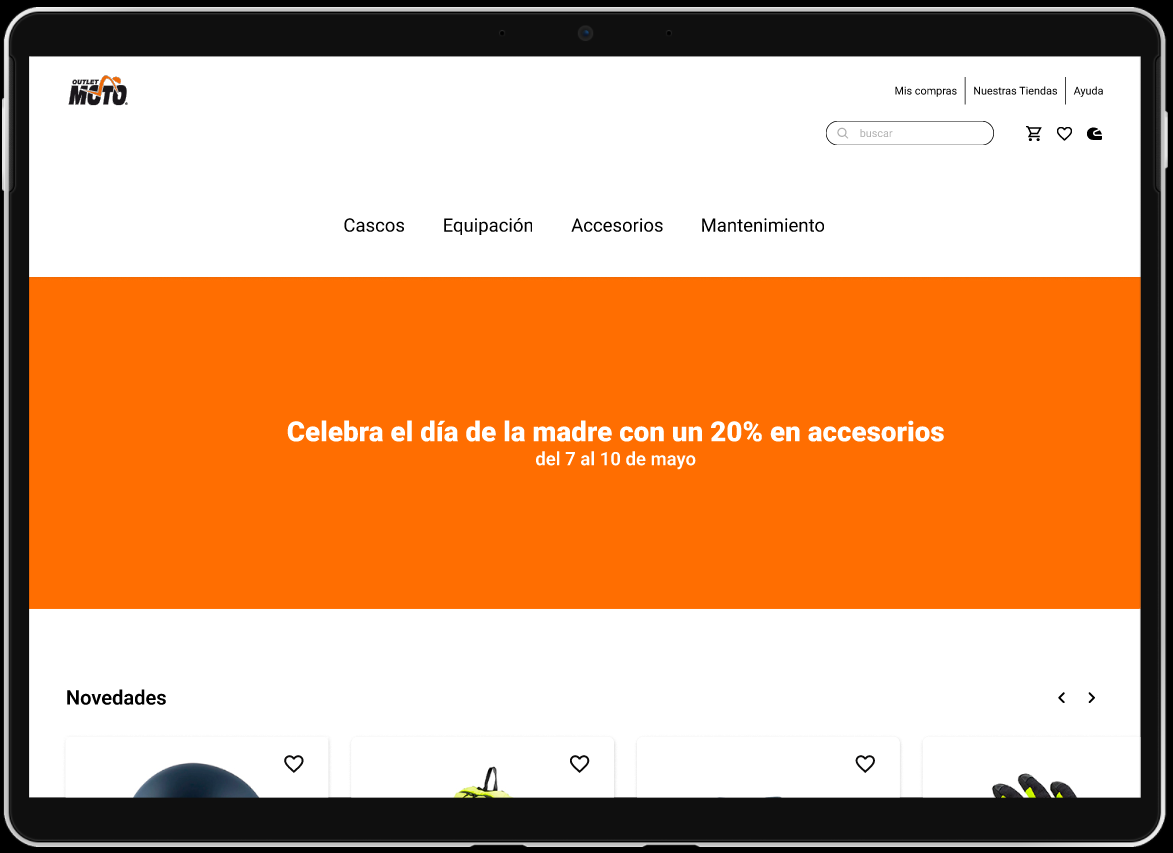 OUTLET
MOTO
Mis compras
Nuestras Tiendas
Ayuda
buscar
Cascos
Equipación
Accesorios
Mantenimiento
Celebra el día de la madre con un 20% en accesorios
del 7 al 10 de mayo
Novedades